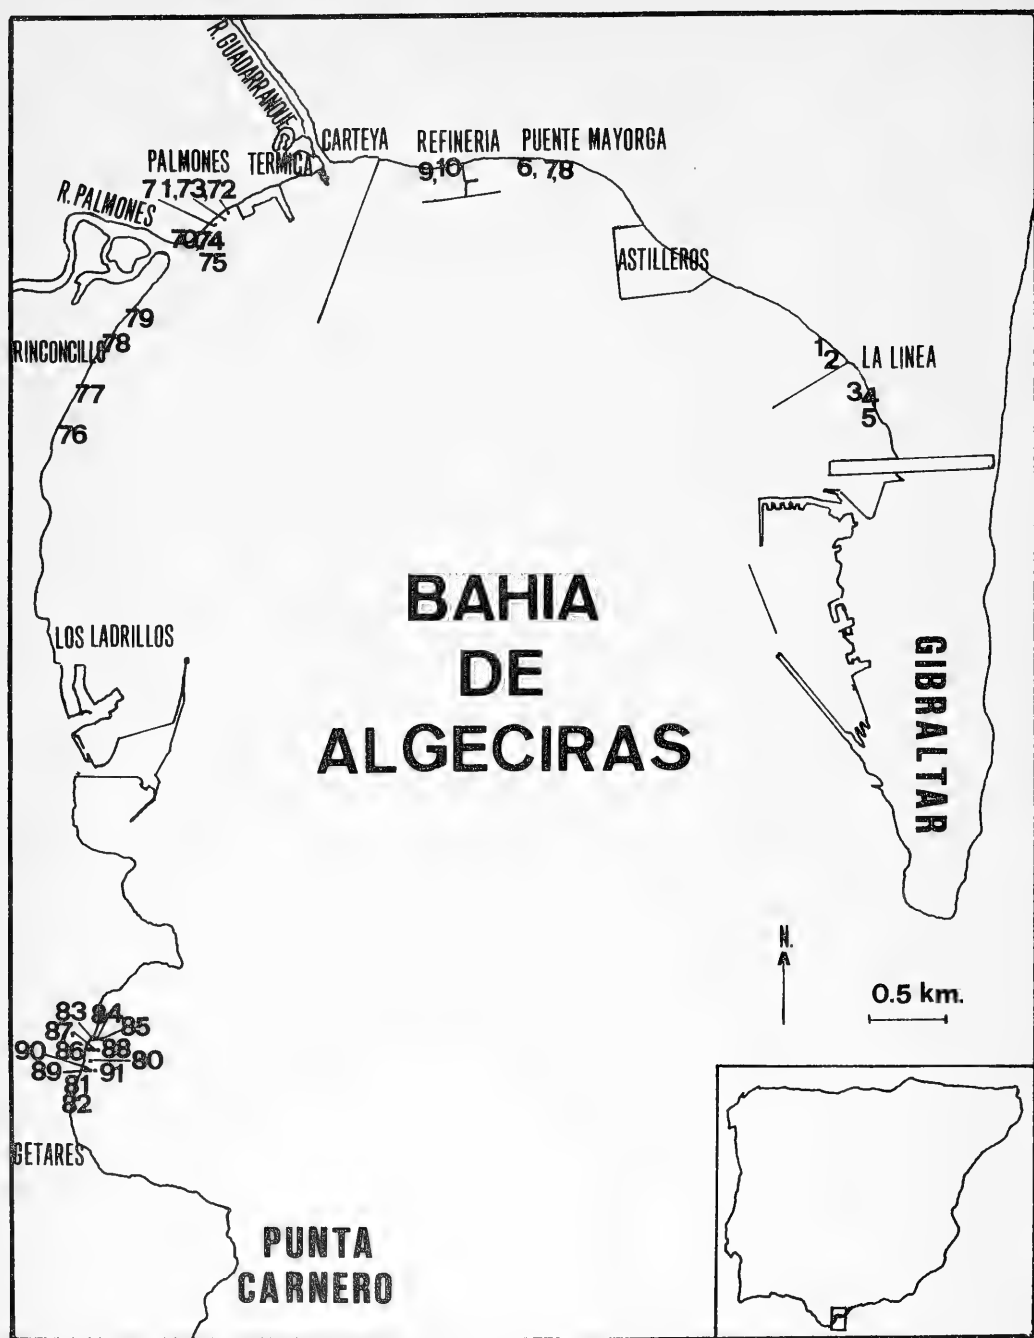 R. GUADARRANQUE
CARTEYA
REFINERIA
PUENTE MAYORGA
9, 10
6, 7,8
PALMONES
TERMICA
71,73,72
R. PALMONES
74
75
ASTILLEROS
79
RINCONCILLO
78
77
76
1
2
LA LINEA
3
4
5
BAHIA
DE
ALGECIRAS
LOS LADRILLOS
GIBRALTAR
N.
0.5 km.
83
84
85
87
86
88
90
80
89
91
81
82
GETARES
PUNTA
CARNERO